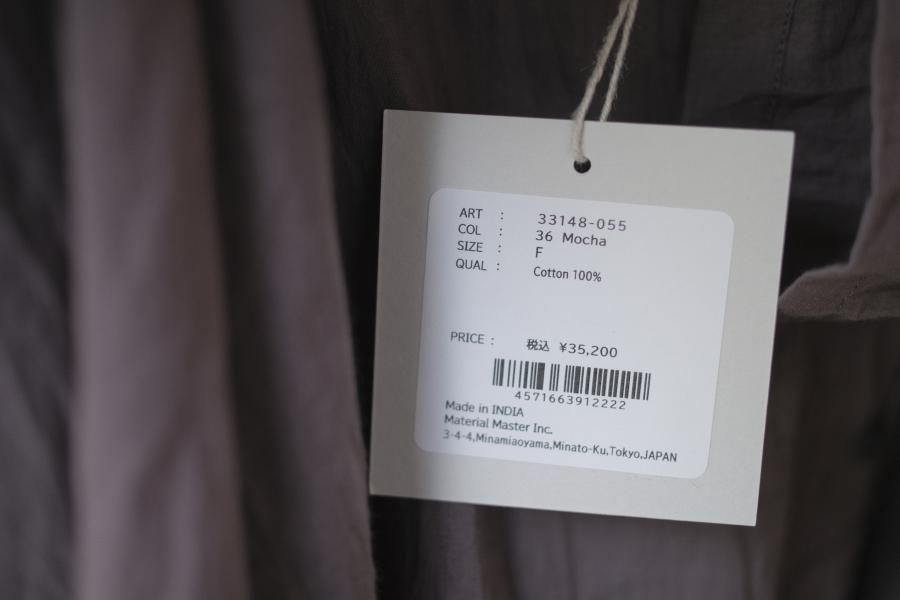 ART : 33148-055
COL : 36 Mocha
SIZE : F
QUAL : Cotton 100%
PRICE : 税込 ¥35,200
4571663912222
Made in INDIA
Material Master Inc.
3-4-4,Minamiaoyama,Minato-Ku,Tokyo,JAPAN